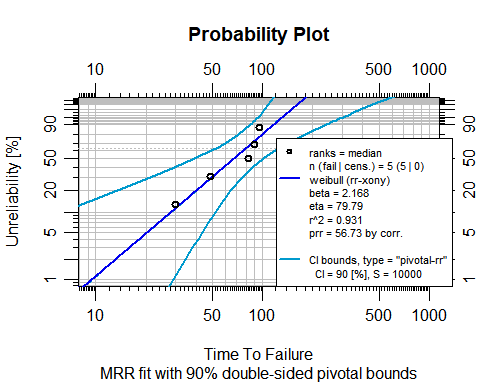 Probability Plot
10 50 100 500 1000
Unreliability [%]
1 5 20 50 90
1 5 20 50 90
ranks = median
n (fail | cens.) = 5 (5 | 0)
weibull (rr-xony)
beta = 2.168
eta = 79.79
r^2 = 0.931
prr = 56.73 by corr.
CI bounds, type = "pivotal-rr"
CI = 90 [%], S = 10000
10 50 100 500 1000
Time To Failure
MRR fit with 90% double-sided pivotal bounds